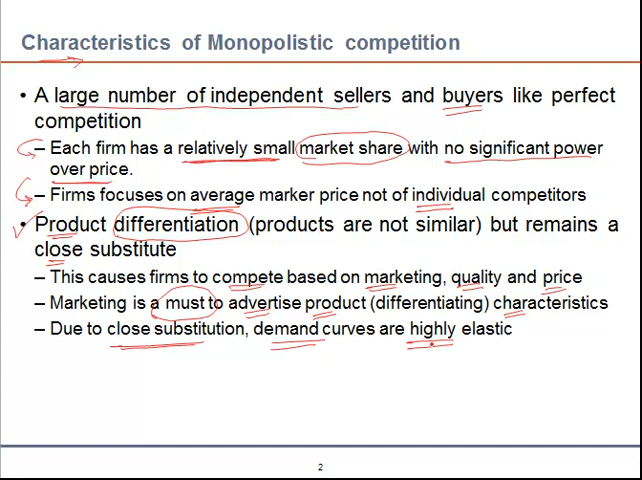 Characteristics of Monopolistic competition
• A large number of independent sellers and buyers like perfect
competition
– Each firm has a relatively small market share with no significant power
over price.
– Firms focuses on average marker price not of individual competitors
• Product differentiation (products are not similar) but remains a
close substitute
– This causes firms to compete based on marketing, quality and price
– Marketing is a must to advertise product (differentiating) characteristics
– Due to close substitution, demand curves are highly elastic
2